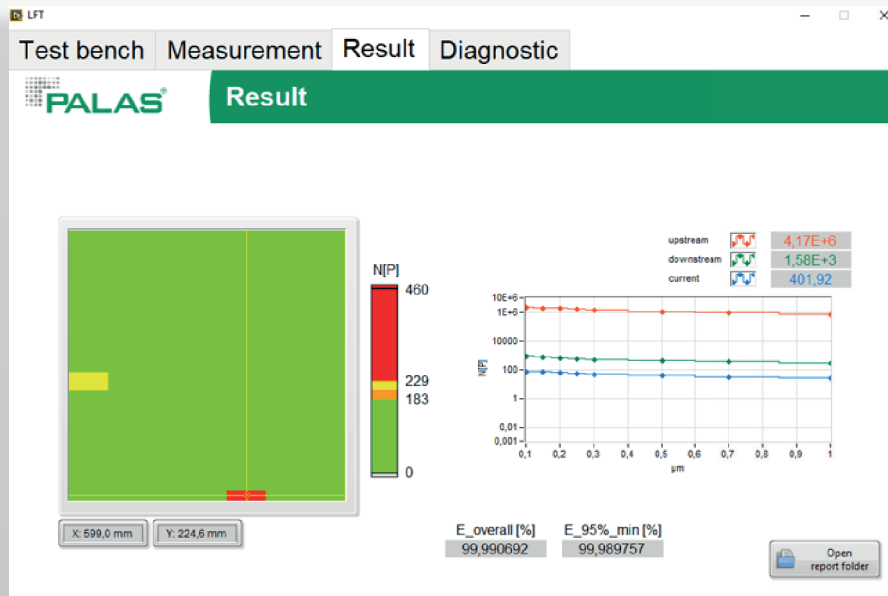 LFT
Test bench Measurement Result Diagnostic
PALAS®
Result
N[P]
460
229
183
0
X: 599,0 mm Y: 224,6 mm
upstream 4,17E+6
downstream 1,58E+3
current 401,92
N[P]
10E+6
1E+6
10000
100
1
0,01
0,001
0,1 0,2 0,3 0,4 0,5 0,6 0,7 0,8 0,9 1
µm
E_overall [%] E_95%_min [%]
99,990692 99,989757
Open
report folder